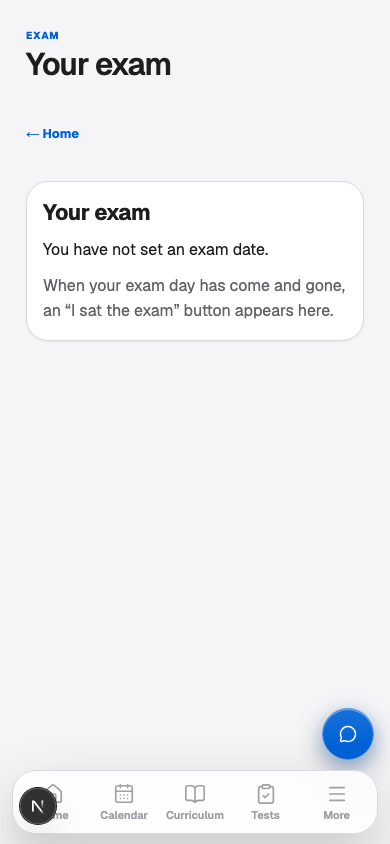 EXAM
Your exam
← Home
Your exam
You have not set an exam date.
When your exam day has come and gone,
an “I sat the exam” button appears here.
N
Calendar
Curriculum
Tests
More